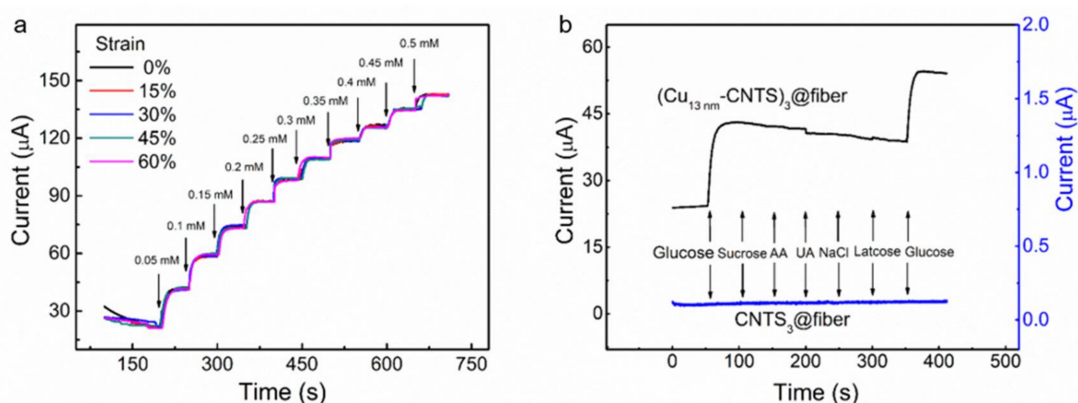 a
Strain
0%
15%
30%
45%
60%
0.05 mM
0.1 mM
0.15 mM
0.2 mM
0.25 mM
0.3 mM
0.35 mM
0.4 mM
0.45 mM
0.5 mM
150
120
90
60
30
Current (μA)
150 300 450 600 750
Time (s)
b
(Cu13 nm-CNTS)3@fiber
Glucose Sucrose AA UA NaCl Latcose Glucose
CNTS3@fiber
60
45
30
15
0
Current (μA)
2.0
1.5
1.0
0.5
0.0
Current (μA)
0 100 200 300 400 500
Time (s)